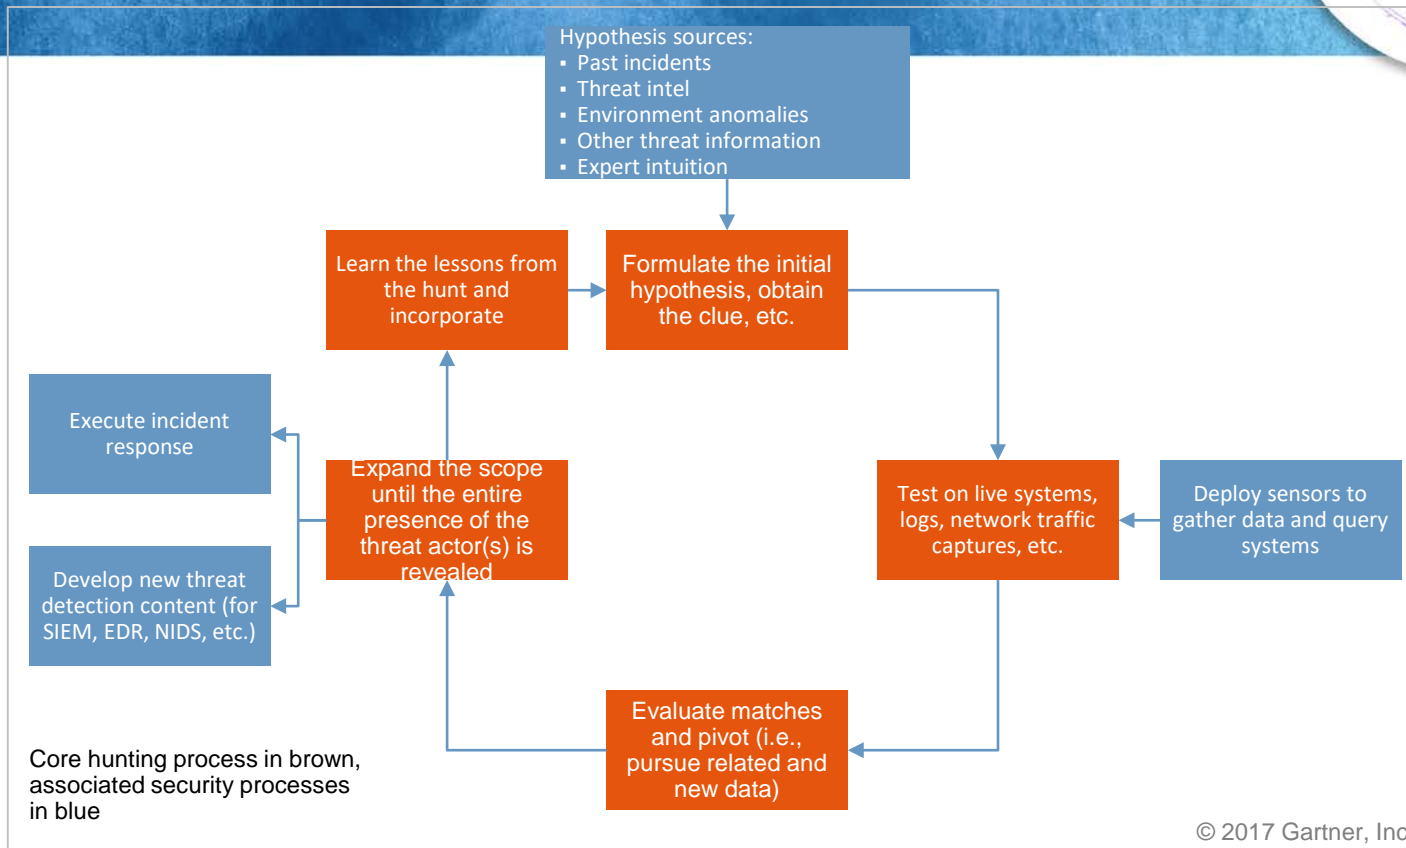 Hypothesis sources:
▪ Past incidents
▪ Threat intel
▪ Environment anomalies
▪ Other threat information
▪ Expert intuition
Learn the lessons from
the hunt and
incorporate
Formulate the initial
hypothesis, obtain
the clue, etc.
Execute incident
response
Expand the scope
until the entire
presence of the
threat actor(s) is
revealed
Test on live systems,
logs, network traffic
captures, etc.
Deploy sensors to
gather data and query
systems
Develop new threat
detection content (for
SIEM, EDR, NIDS, etc.)
Evaluate matches
and pivot (i.e.,
pursue related and
new data)
Core hunting process in brown,
associated security processes
in blue
© 2017 Gartner, Inc